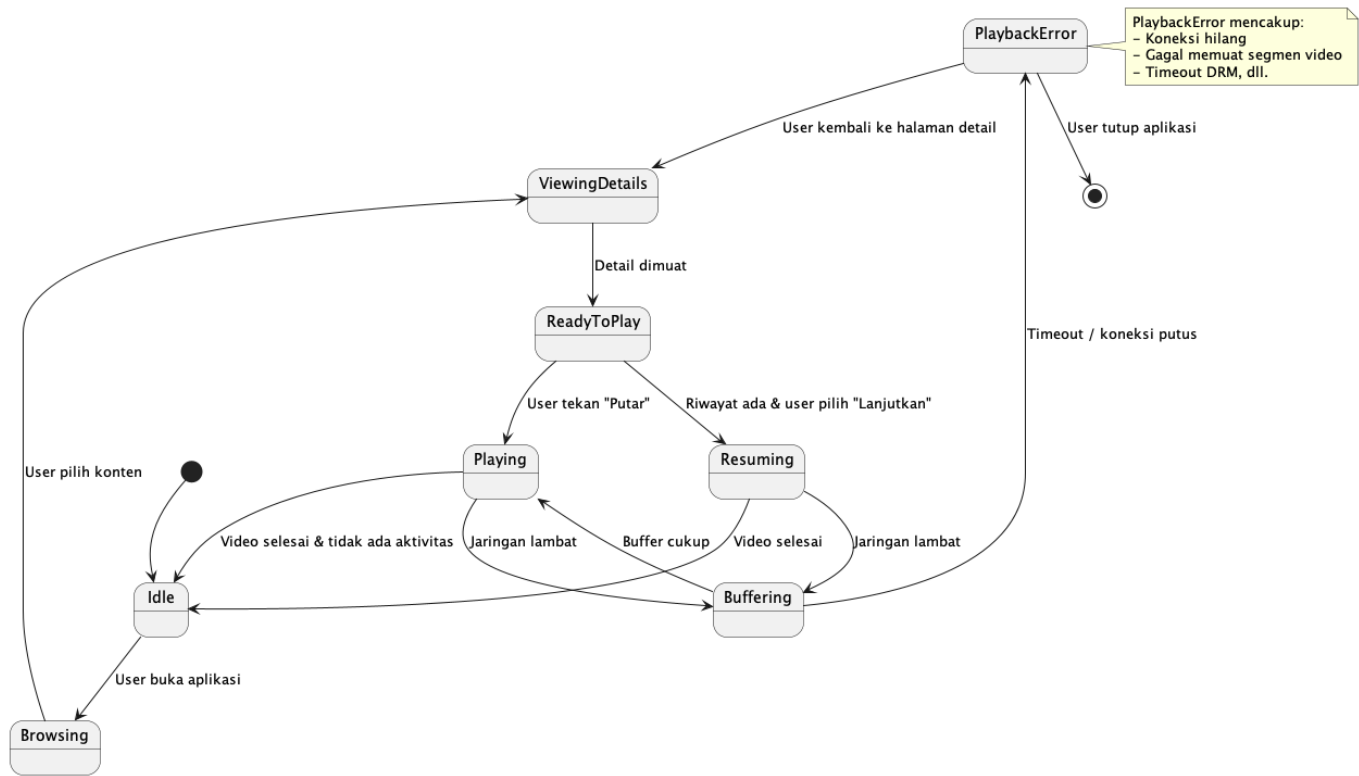 PlaybackError
PlaybackError mencakup:
- Koneksi hilang
- Gagal memuat segmen video
- Timeout DRM, dll.
User kembali ke halaman detail
User tutup aplikasi
ViewingDetails
Detail dimuat
ReadyToPlay
Timeout / koneksi putus
User tekan "Putar"
Riwayat ada & user pilih "Lanjutkan"
User pilih konten
Playing
Resuming
Video selesai & tidak ada aktivitas
Jaringan lambat
Buffer cukup
Video selesai
Jaringan lambat
Idle
Buffering
User buka aplikasi
Browsing